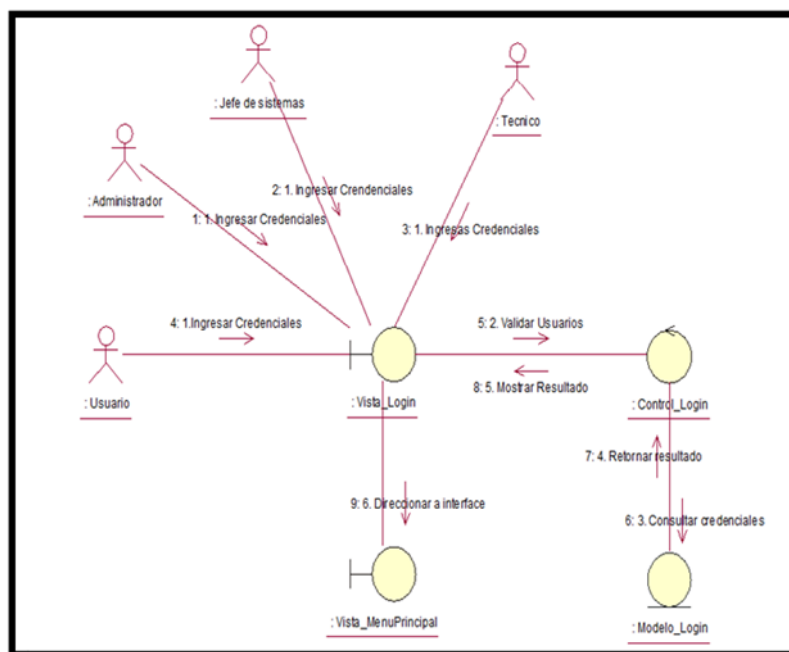 : Jefe de sistemas
: Tecnico
: Administrador
2: 1. Ingresar Crendenciales
1: 1. Ingresar Credenciales
3: 1. Ingresas Credenciales
4: 1.Ingresar Credenciales
5: 2. Validar Usuarios
8: 5. Mostrar Resultado
: Usuario
: Vista_Login
: Control_Login
7: 4. Retornar resultado
9: 6. Direccionar a interface
6: 3. Consultar credenciales
: Vista_MenuPrincipal
: Modelo_Login